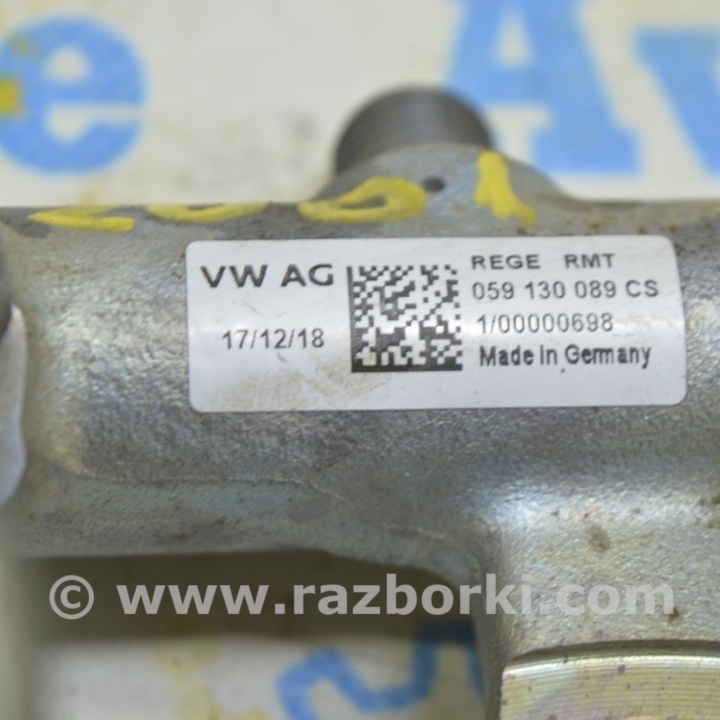 2001
VW AG
17/12/18
REGE RMT
059 130 089 CS
1/00000698
Made in Germany
© www.razborki.com